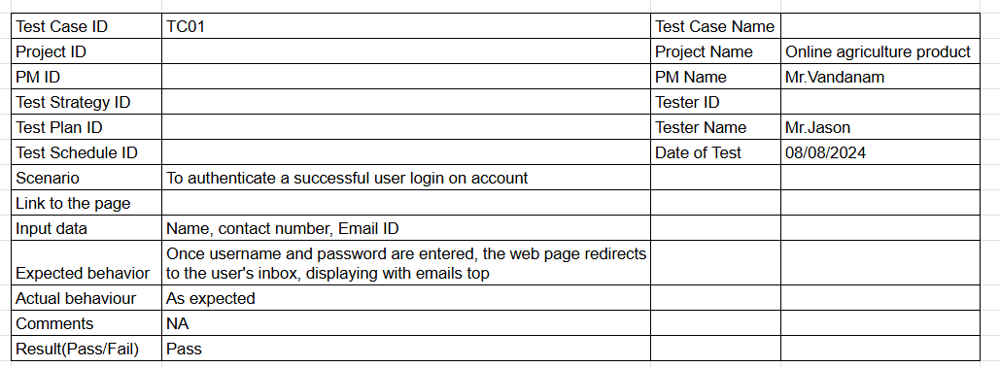 Test Case ID TC01 Test Case Name
Project ID Project Name Online agriculture product
PM ID PM Name Mr.Vandanam
Test Strategy ID Tester ID
Test Plan ID Tester Name Mr.Jason
Test Schedule ID Date of Test 08/08/2024
Scenario To authenticate a successful user login on account
Link to the page
Input data Name, contact number, Email ID
Once username and password are entered, the web page redirects
Expected behavior to the user's inbox, displaying with emails top
Actual behaviour As expected
Comments NA
Result(Pass/Fail) Pass